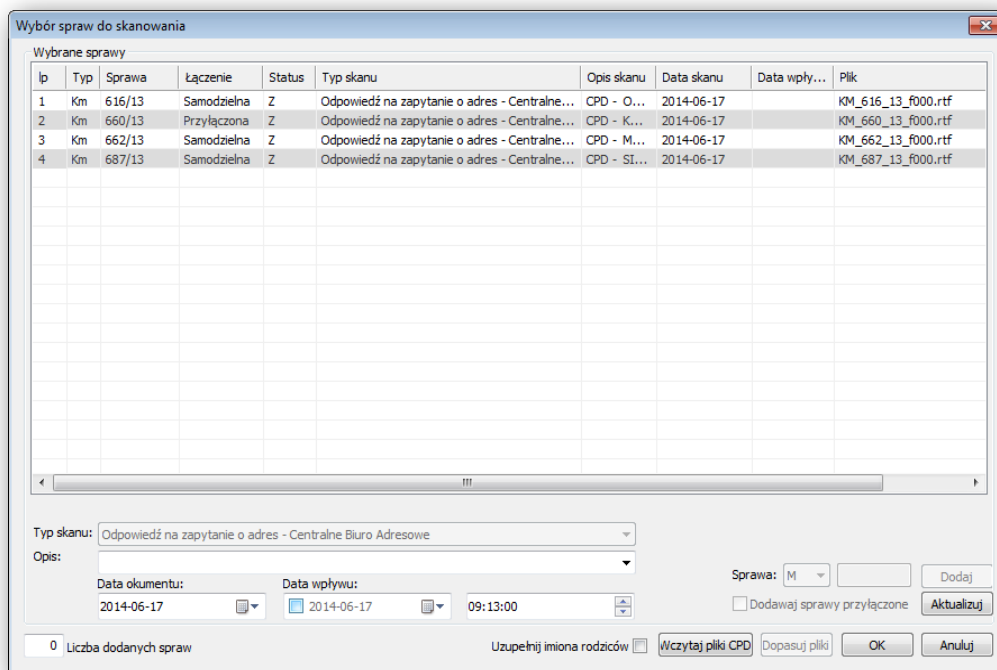 Wybór spraw do skanowania
Wybrane sprawy
lp Typ Sprawa Łączenie Status Typ skanu Opis skanu Data skanu Data wpły... Plik
1 Km 616/13 Samodzielna Z Odpowiedź na zapytanie o adres - Centralne... CPD - O... 2014-06-17 KM_616_13_f000.rtf
2 Km 660/13 Przyłączona Z Odpowiedź na zapytanie o adres - Centralne... CPD - K... 2014-06-17 KM_660_13_f000.rtf
3 Km 662/13 Samodzielna Z Odpowiedź na zapytanie o adres - Centralne... CPD - M... 2014-06-17 KM_662_13_f000.rtf
4 Km 687/13 Samodzielna Z Odpowiedź na zapytanie o adres - Centralne... CPD - SI... 2014-06-17 KM_687_13_f000.rtf
Typ skanu: Odpowiedź na zapytanie o adres - Centralne Biuro Adresowe
Opis:
Data okumentu: Data wpływu:
2014-06-17 2014-06-17 09:13:00
Sprawa: M Dodaj
Dodawaj sprawy przyłączone Aktualizuj
0 Liczba dodanych spraw Uzupełnij imiona rodziców Wczytaj pliki CPD Dopasuj pliki OK Anuluj